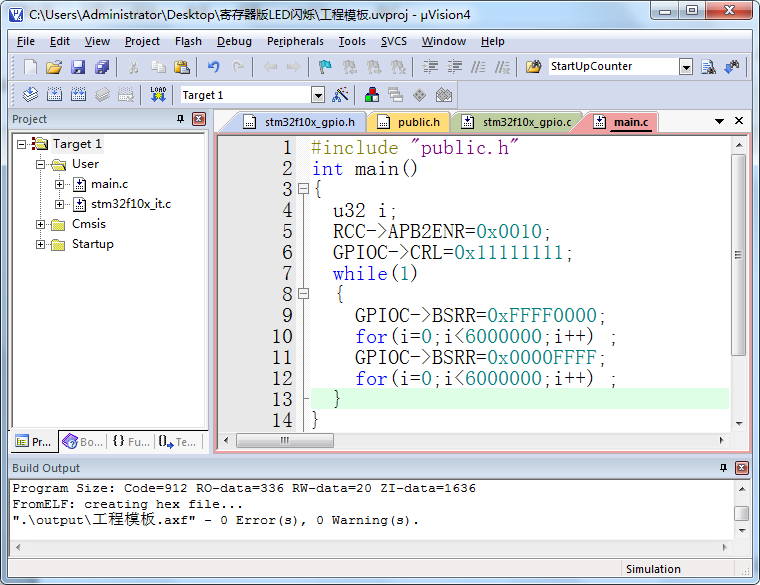 C:\Users\Administrator\Desktop\寄存器版LED闪烁\工程模板.uvproj - µVision4
File Edit View Project Flash Debug Peripherals Tools SVCS Window Help
StartUpCounter
LOAD Target 1
Project
stm32f10x_gpio.h public.h stm32f10x_gpio.c main.c
Target 1
User
main.c
stm32f10x_it.c
Cmsis
Startup
1 #include "public.h"
2 int main()
3 {
4 u32 i;
5 RCC->APB2ENR=0x0010;
6 GPIOC->CRL=0x11111111;
7 while(1)
8 {
9 GPIOC->BSRR=0xFFFF0000;
10 for(i=0;i<6000000;i++) ;
11 GPIOC->BSRR=0x0000FFFF;
12 for(i=0;i<6000000;i++) ;
13 }
14 }
Pr... Bo... {} Fu... Te...
Build Output
Program Size: Code=912 RO-data=336 RW-data=20 ZI-data=1636
FromELF: creating hex file...
".\output\工程模板.axf" - 0 Error(s), 0 Warning(s).
Simulation